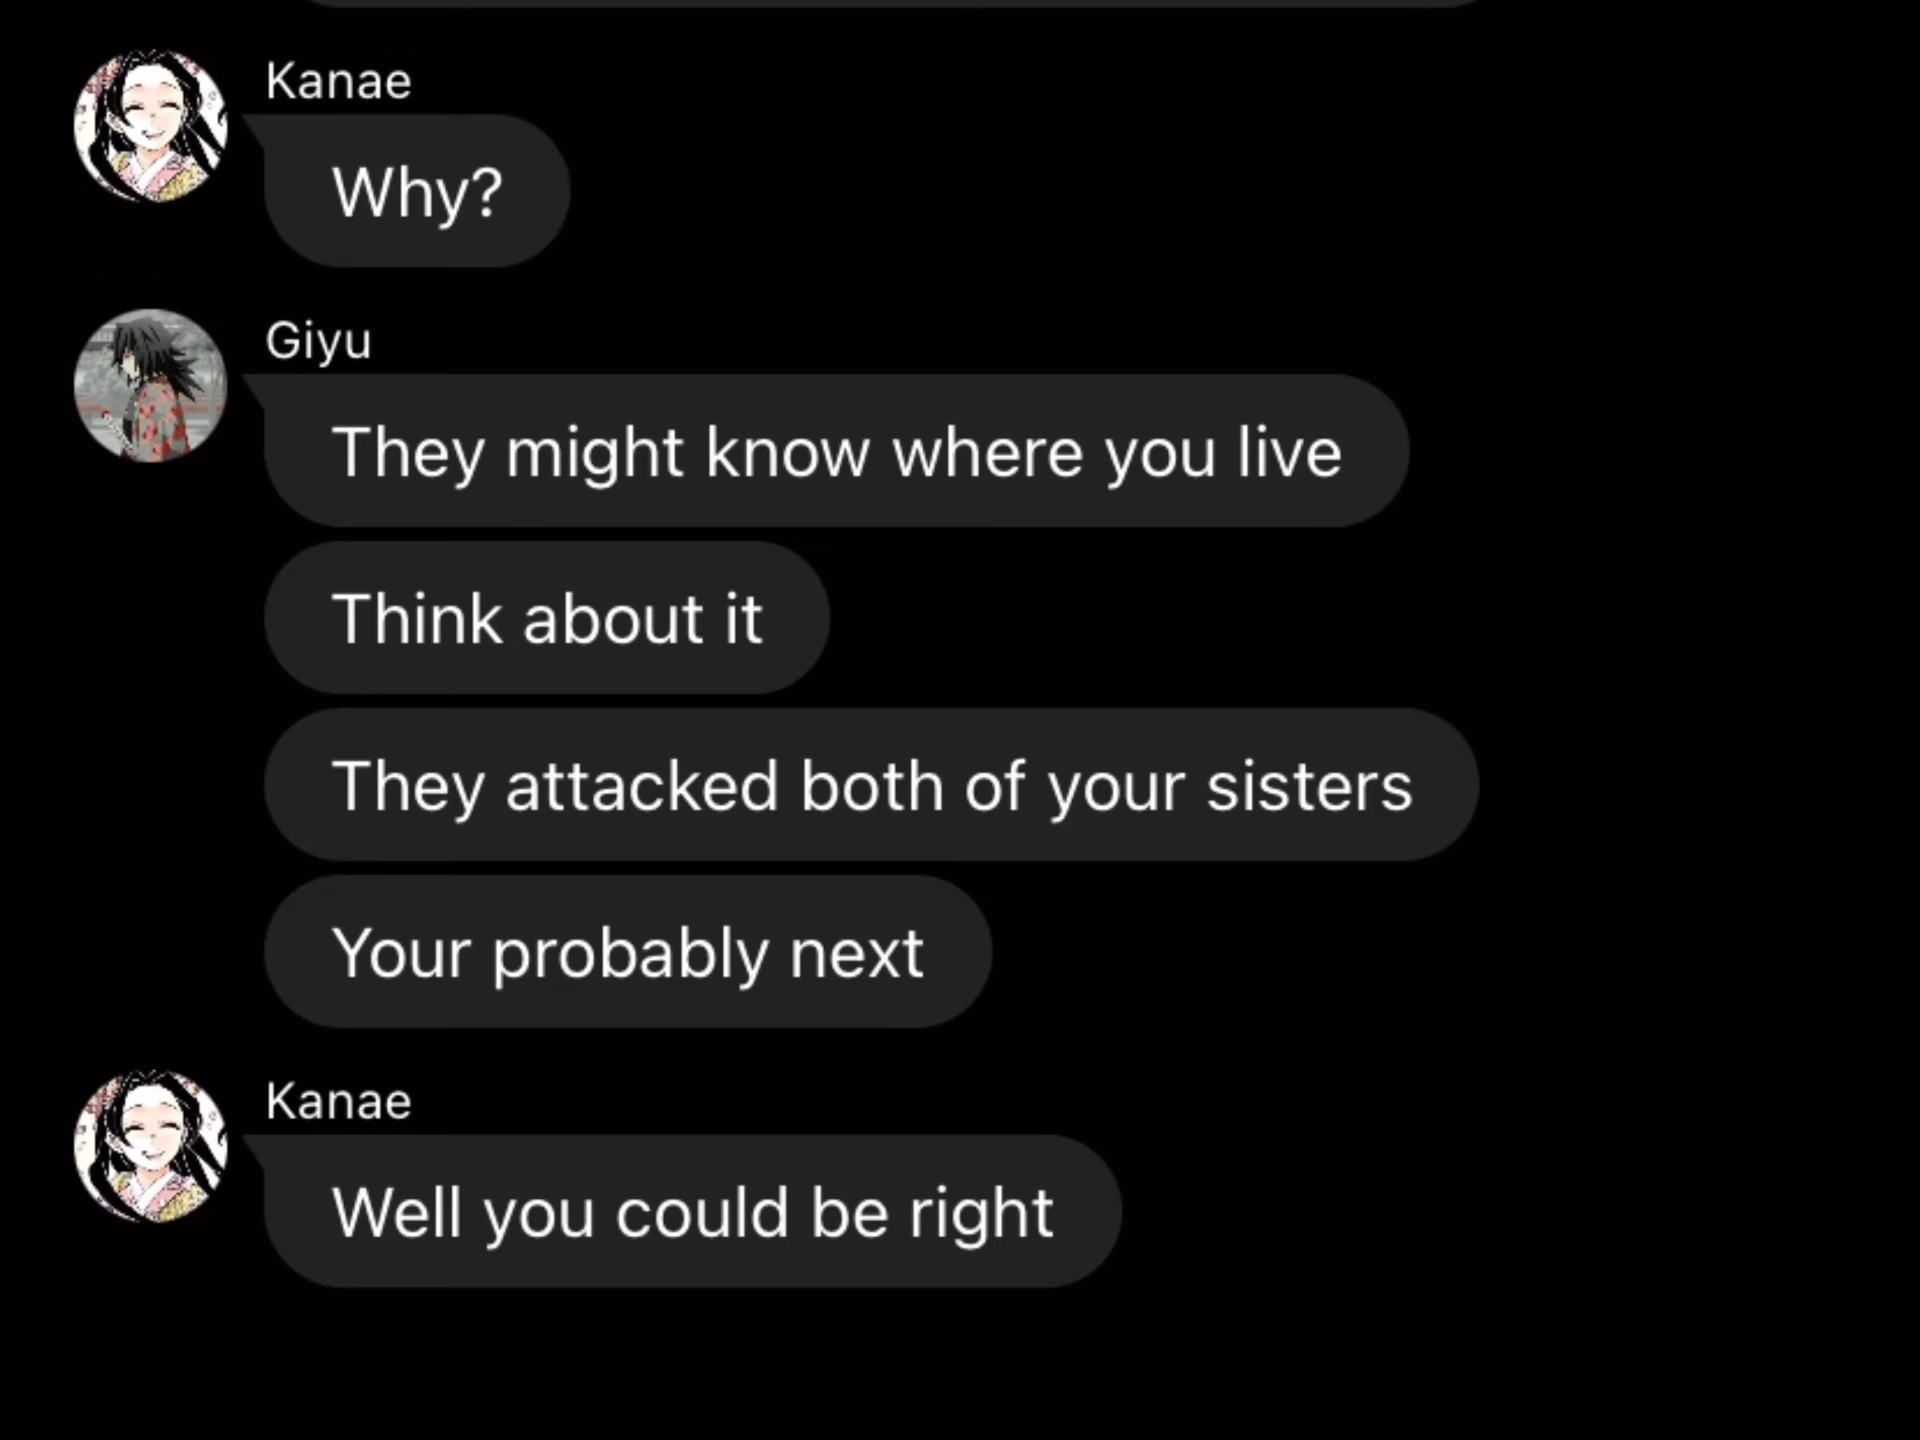 Kanae
Why?
Giyu
They might know where you live
Think about it
They attacked both of your sisters
Your probably next
Kanae
Well you could be right